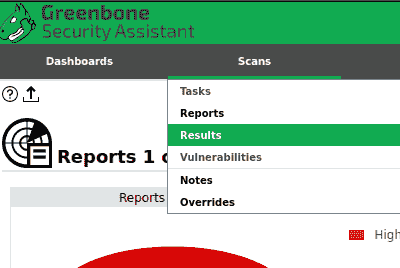 Greenbone
Security Assistant
Dashboards Scans
Tasks
Reports
Results
Vulnerabilities
Notes
Overrides
Reports 1
Reports
High